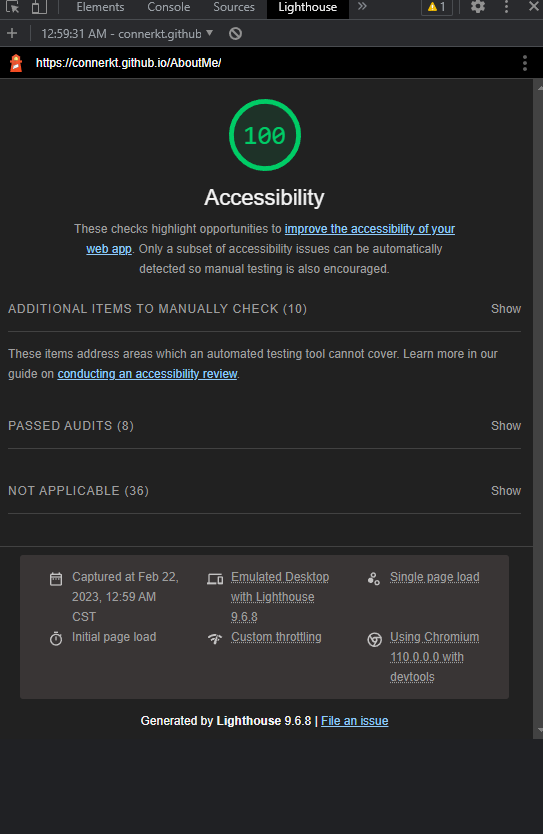 Elements Console Sources Lighthouse » 1
+ 12:59:31 AM - connerkt.github
https://connerkt.github.io/AboutMe/
100
Accessibility
These checks highlight opportunities to improve the accessibility of your
web app. Only a subset of accessibility issues can be automatically
detected so manual testing is also encouraged.
ADDITIONAL ITEMS TO MANUALLY CHECK (10) Show
These items address areas which an automated testing tool cannot cover. Learn more in our
guide on conducting an accessibility review.
PASSED AUDITS (8) Show
NOT APPLICABLE (36) Show
Captured at Feb 22,
2023, 12:59 AM
CST
Emulated Desktop
with Lighthouse
9.6.8
Single page load
Initial page load
Custom throttling
Using Chromium
110.0.0.0 with
devtools
Generated by Lighthouse 9.6.8 | File an issue